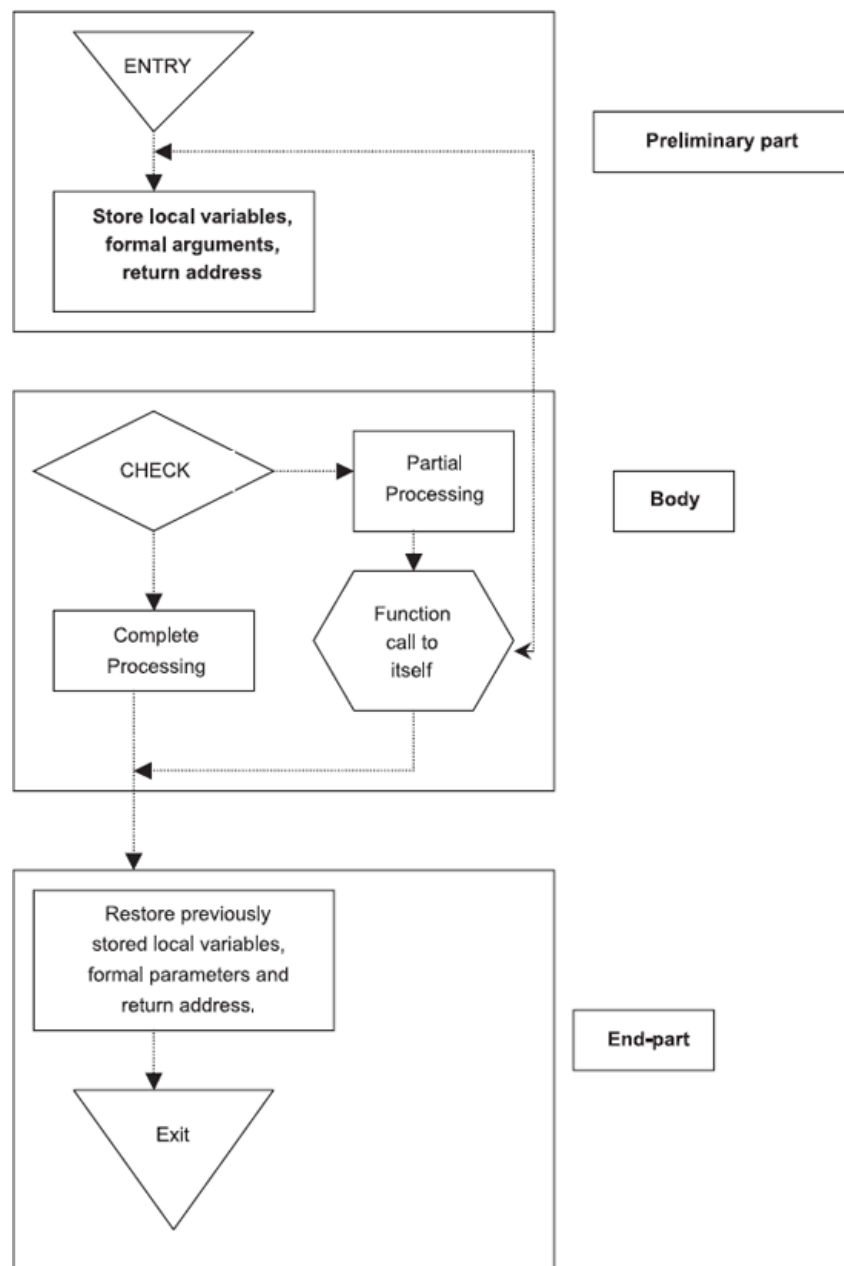 ENTRY
Preliminary part
Store local variables,
formal arguments,
return address
CHECK
Partial
Processing
Body
Function
call to
itself
Complete
Processing
Restore previously
stored local variables,
formal parameters and
return address.
End-part
Exit